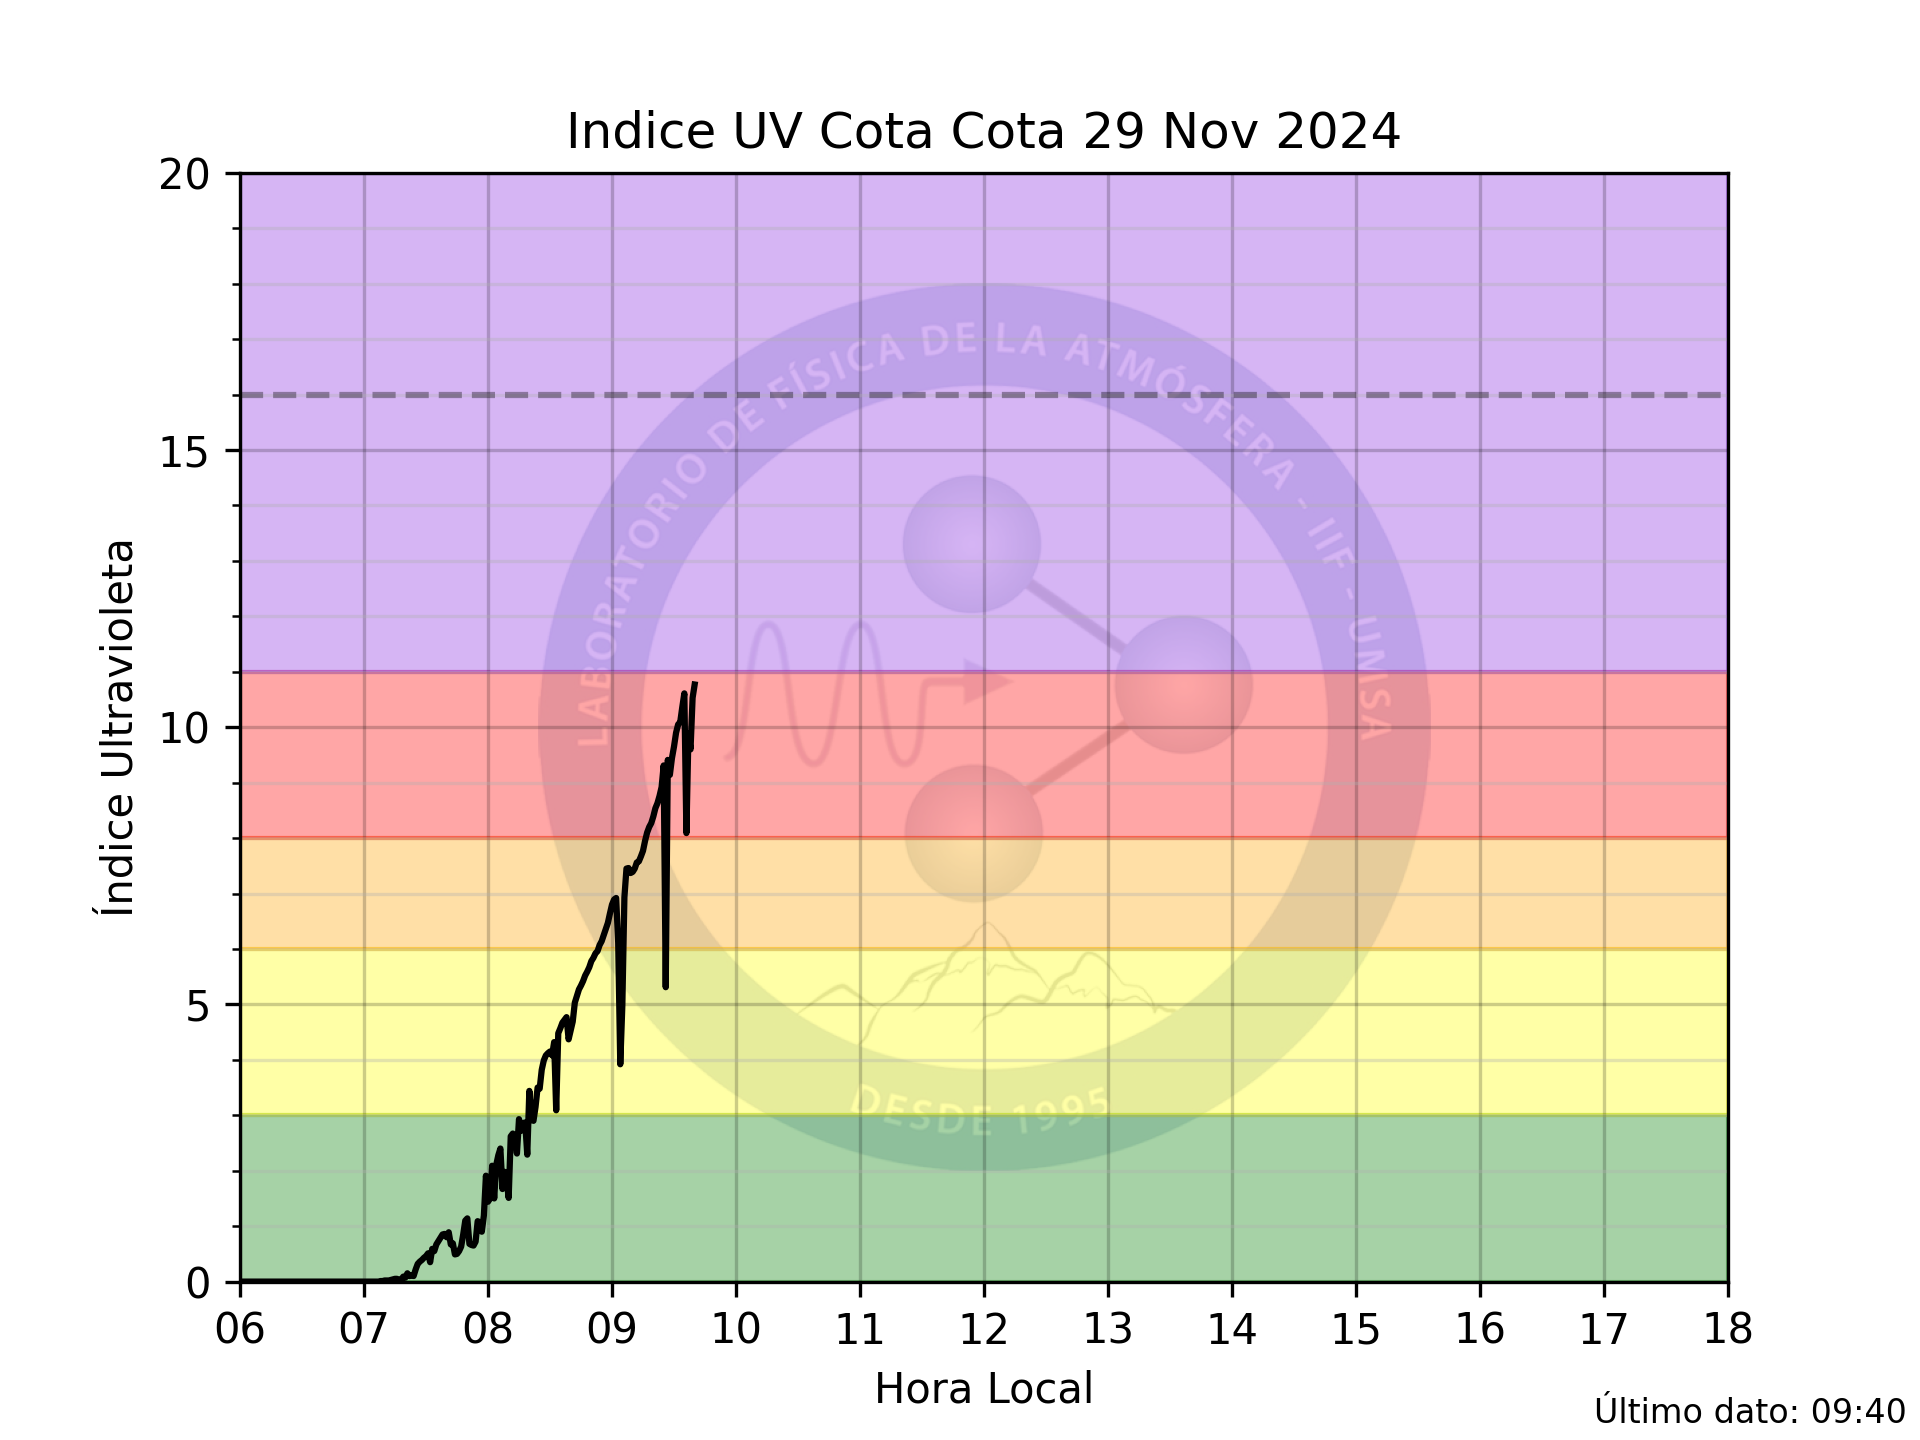 Indice UV Cota Cota 29 Nov 2024
20
15
10
5
0
Índice Ultravioleta
LABORATORIO DE FÍSICA DE LA ATMÓSFERA - IIF - UMSA
DESDE 1995
06 07 08 09 10 11 12 13 14 15 16 17 18
Hora Local
Último dato: 09:40